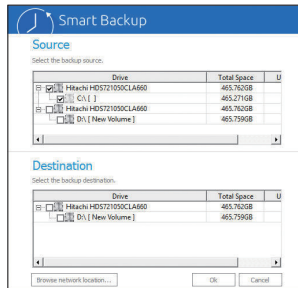 Smart Backup
Source
Select the backup source.
Drive Total Space U
Hitachi HDS721050CLA660 465.762GB
C:\ [ ] 465.271GB
Hitachi HDS721050CLA660 465.762GB
D:\ [ New Volume ] 465.759GB
Destination
Select the backup destination.
Drive Total Space U
Hitachi HDS721050CLA660 465.762GB
D:\ [ New Volume ] 465.759GB
Browse network location... Ok Cancel